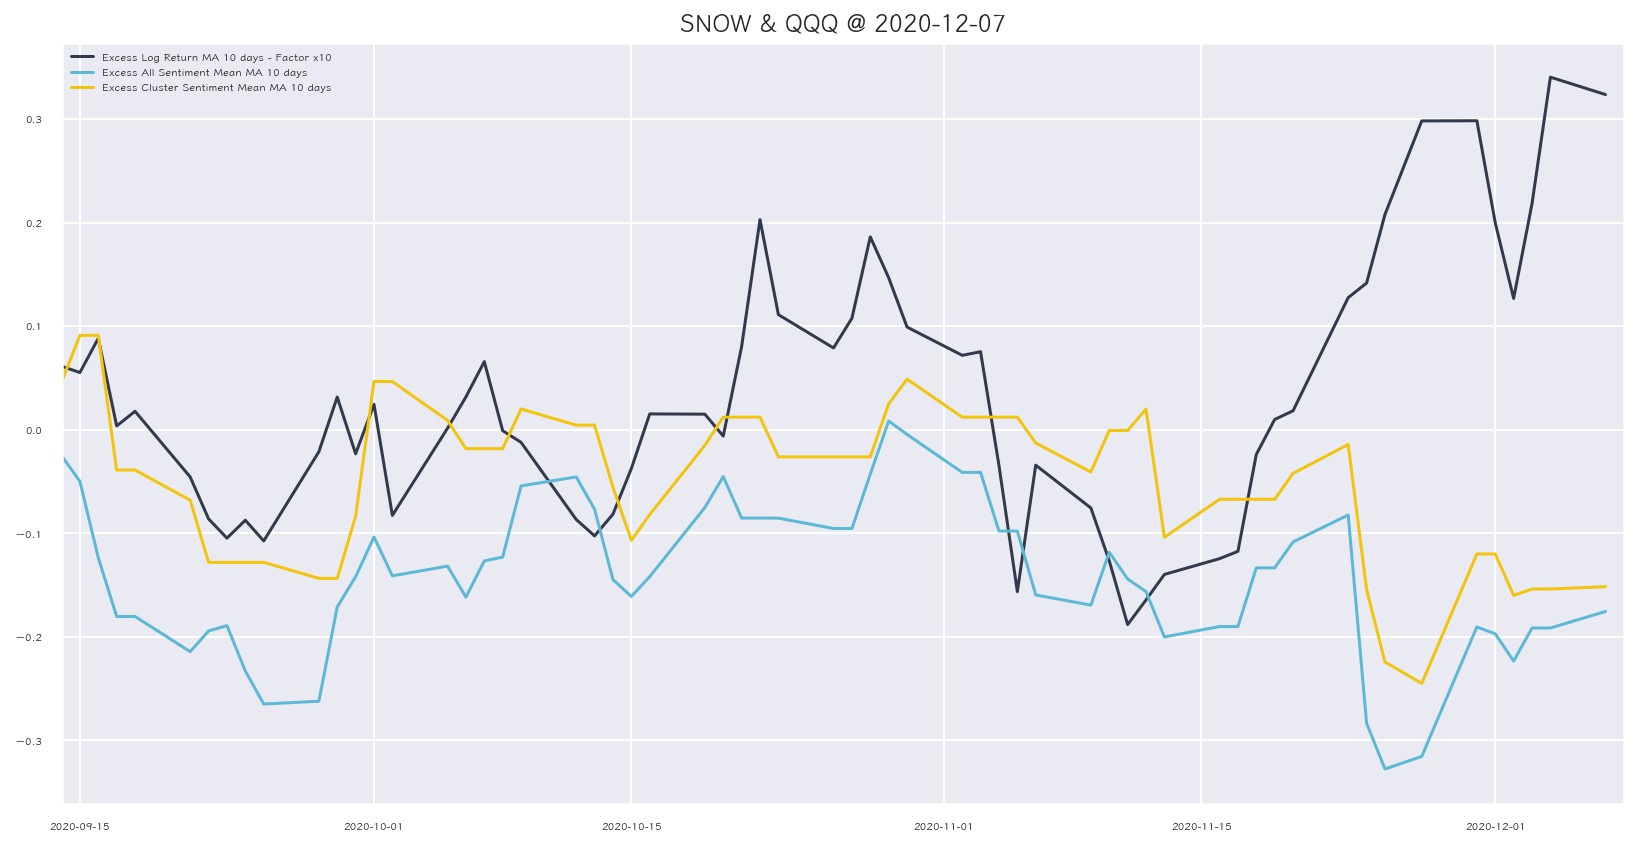 SNOW & QQQ @ 2020-12-07
Excess Log Return MA 10 days - Factor x10
Excess All Sentiment Mean MA 10 days
Excess Cluster Sentiment Mean MA 10 days
0.3
0.2
0.1
0.0
−0.1
−0.2
−0.3
2020-09-15 2020-10-01 2020-10-15 2020-11-01 2020-11-15 2020-12-01